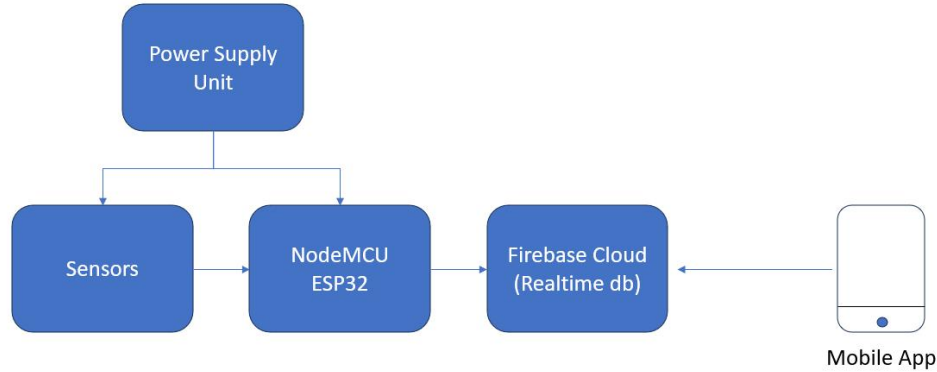 Power Supply
Unit
Sensors
NodeMCU
ESP32
Firebase Cloud
(Realtime db)
Mobile App